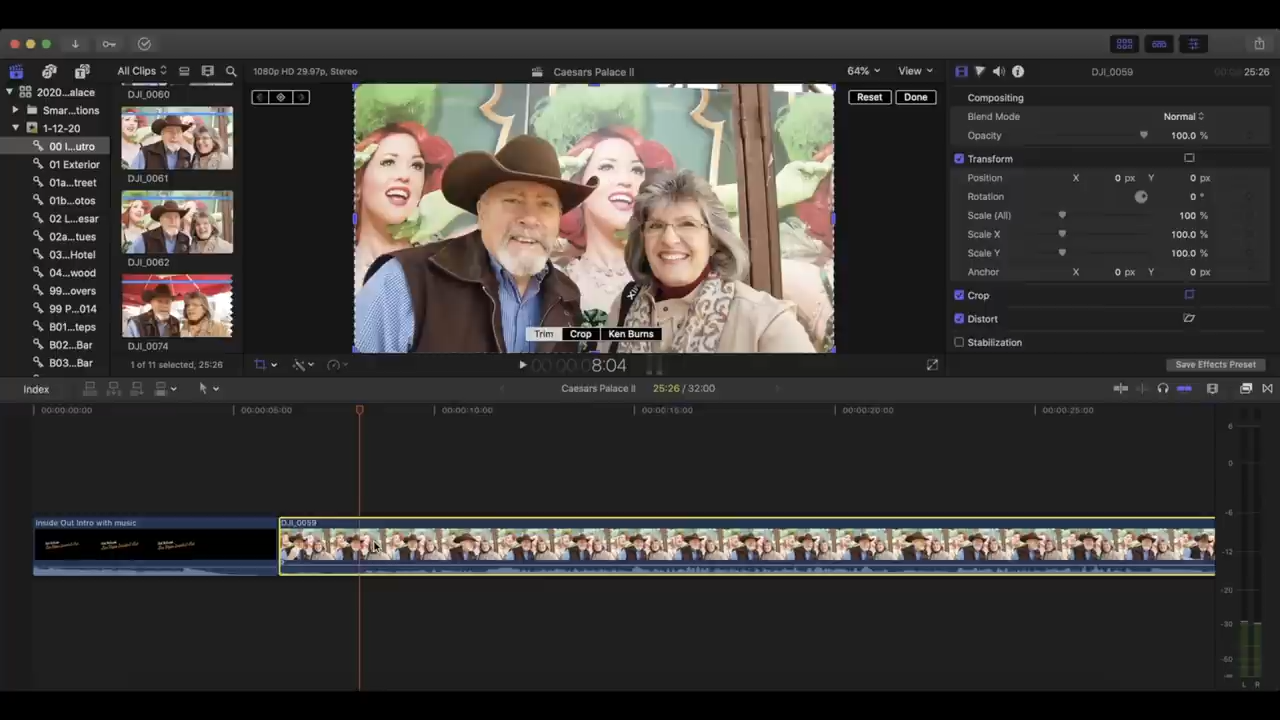 All Clips
1080p HD 29.97p, Stereo
Caesars Palace II
64%
View
DJI_0059
25:26
2020...alace
Smar...tions
1-12-20
00 I...utro
01 Exterior
01a...treet
01b...otos
02 L...esar
02a...tues
03...Hotel
04...wood
99...overs
99 P...014
B01...teps
B02...Bar
B03...Bar
DJI_0060
DJI_0061
DJI_0062
DJI_0074
1 of 11 selected, 25:26
Reset
Done
Trim
Crop
Ken Burns
00:00:00 8:04
Compositing
Blend Mode
Normal
Opacity
100.0 %
Transform
Position X 0 px Y 0 px
Rotation 0 °
Scale (All) 100 %
Scale X 100.0 %
Scale Y 100.0 %
Anchor X 0 px Y 0 px
Crop
Distort
Stabilization
Save Effects Preset
Index
Caesars Palace II
25:26 / 32:00
00:00:00:00
00:00:05:00
00:00:10:00
00:00:15:00
00:00:20:00
00:00:25:00
Inside Out Intro with music
DJI_0059
6
0
-6
-12
-20
-30
-60
-∞
L R